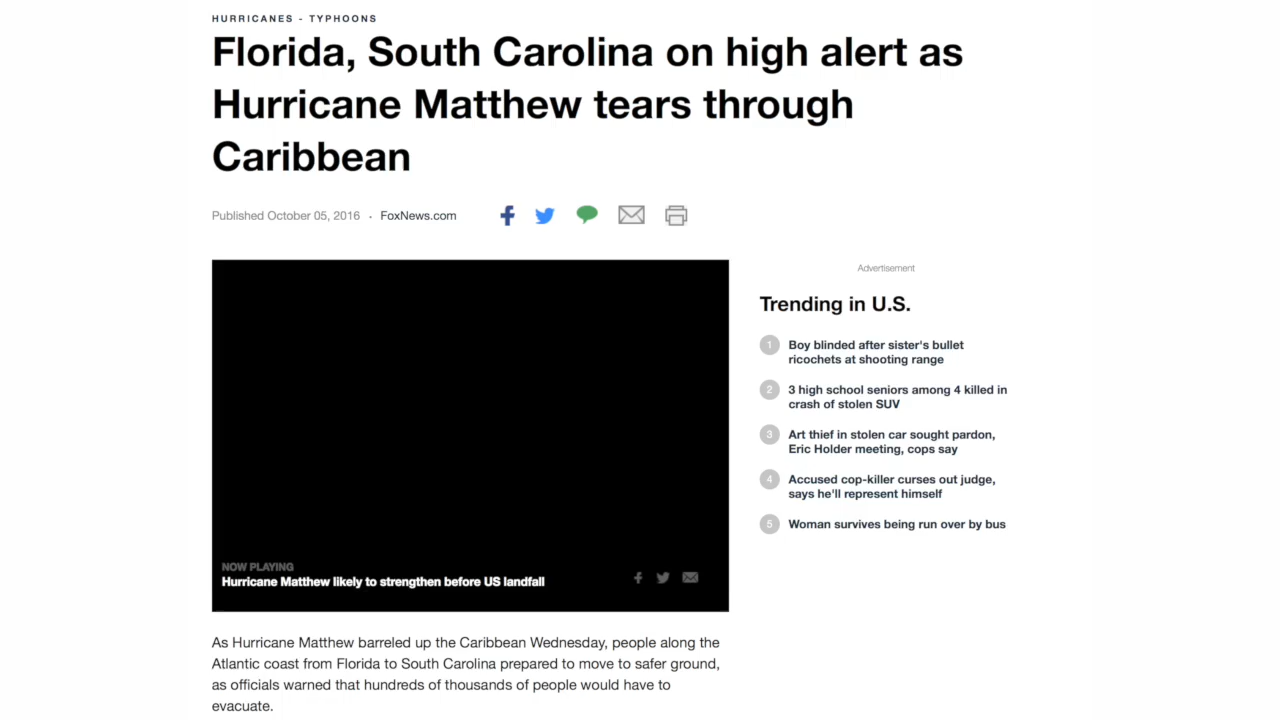 HURRICANES - TYPHOONS
Florida, South Carolina on high alert as
Hurricane Matthew tears through
Caribbean
Published October 05, 2016 · FoxNews.com
Advertisement
Trending in U.S.
1 Boy blinded after sister's bullet
ricochets at shooting range
2 3 high school seniors among 4 killed in
crash of stolen SUV
3 Art thief in stolen car sought pardon,
Eric Holder meeting, cops say
4 Accused cop-killer curses out judge,
says he'll represent himself
5 Woman survives being run over by bus
NOW PLAYING
Hurricane Matthew likely to strengthen before US landfall
As Hurricane Matthew barreled up the Caribbean Wednesday, people along the
Atlantic coast from Florida to South Carolina prepared to move to safer ground,
as officials warned that hundreds of thousands of people would have to
evacuate.